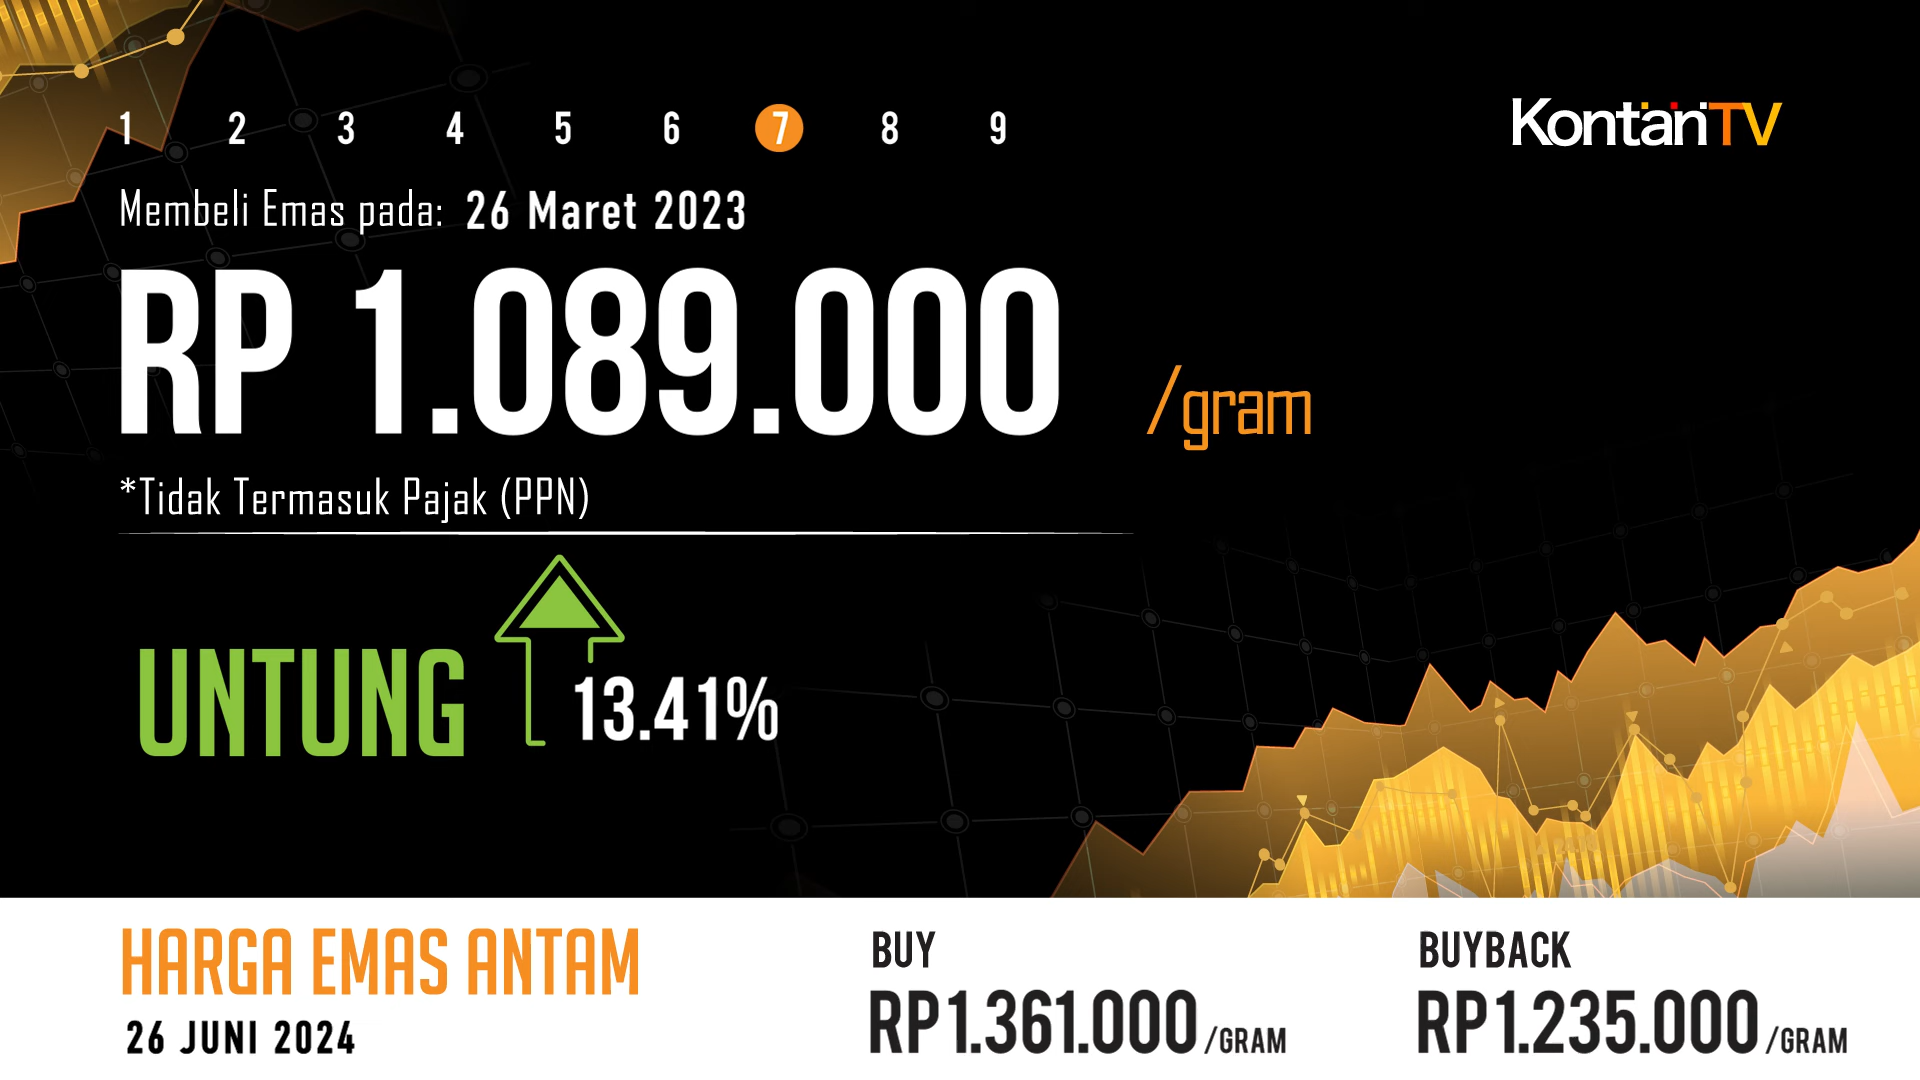 1 2 3 4 5 6 7 8 9
KontanTV
Membeli Emas pada: 26 Maret 2023
RP 1.089.000 /gram
*Tidak Termasuk Pajak (PPN)
UNTUNG 13.41%
HARGA EMAS ANTAM
26 JUNI 2024
BUY
RP1.361.000 /GRAM
BUYBACK
RP1.235.000 /GRAM